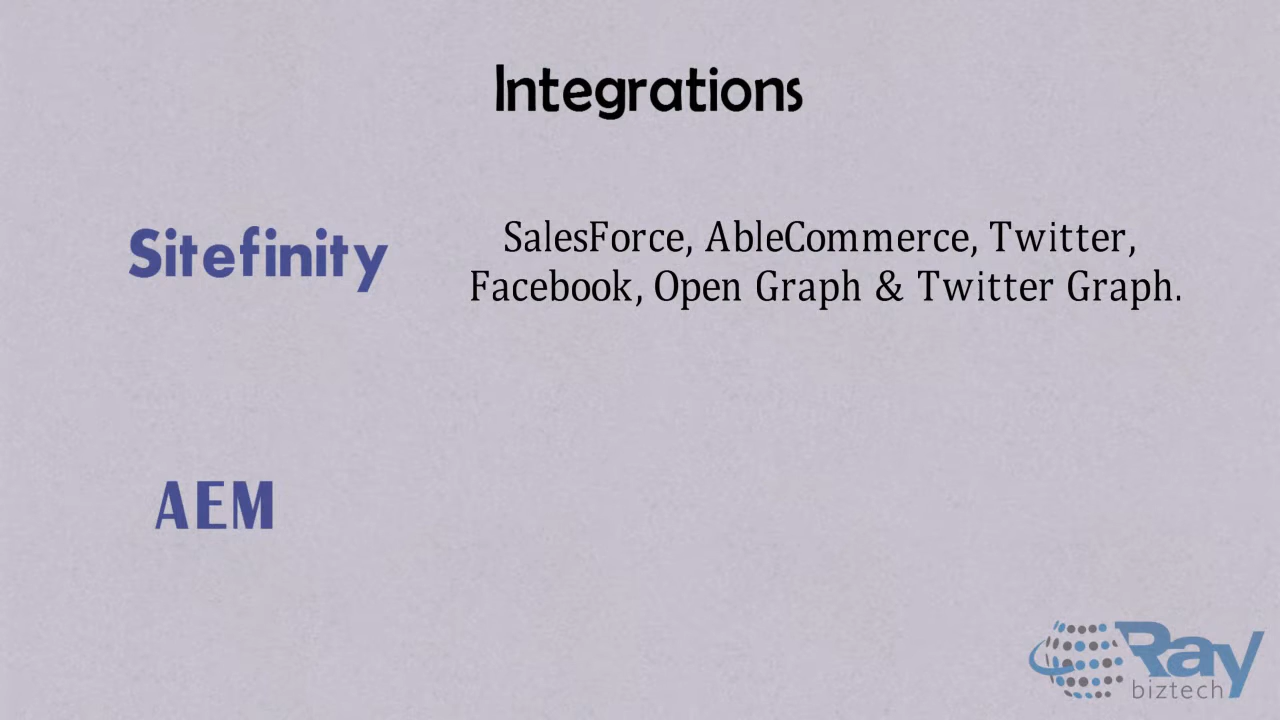 Integrations
Sitefinity
SalesForce, AbleCommerce, Twitter,
Facebook, Open Graph & Twitter Graph.
AEM
Ray
biztech